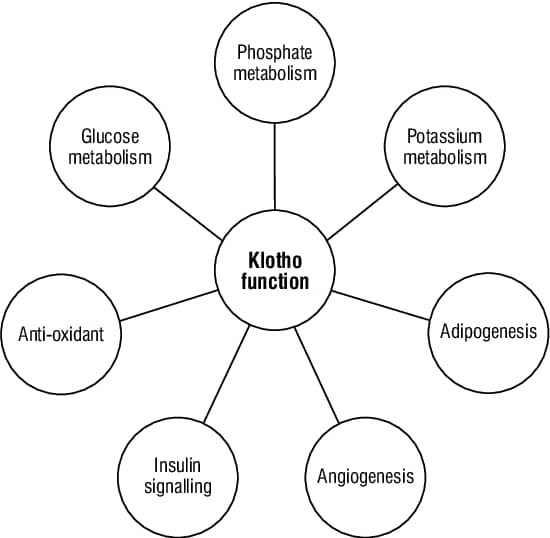 Phosphate
metabolism
Glucose
metabolism
Potassium
metabolism
Klotho
function
Anti-oxidant
Adipogenesis
Insulin
signalling
Angiogenesis